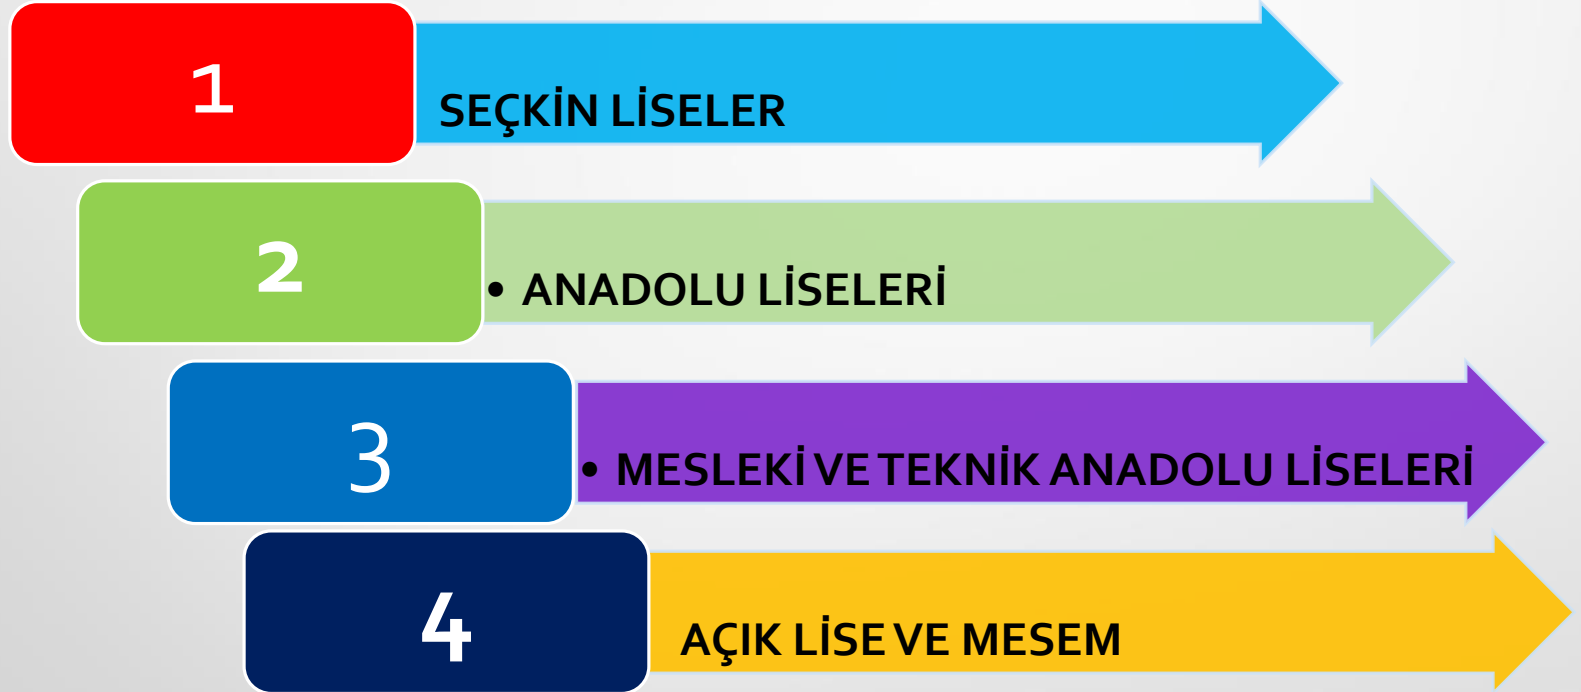 1
SEÇKİN LİSELER
2
• ANADOLU LİSELERİ
3
• MESLEKİ VE TEKNİK ANADOLU LİSELERİ
4
AÇIK LİSE VE MESEM